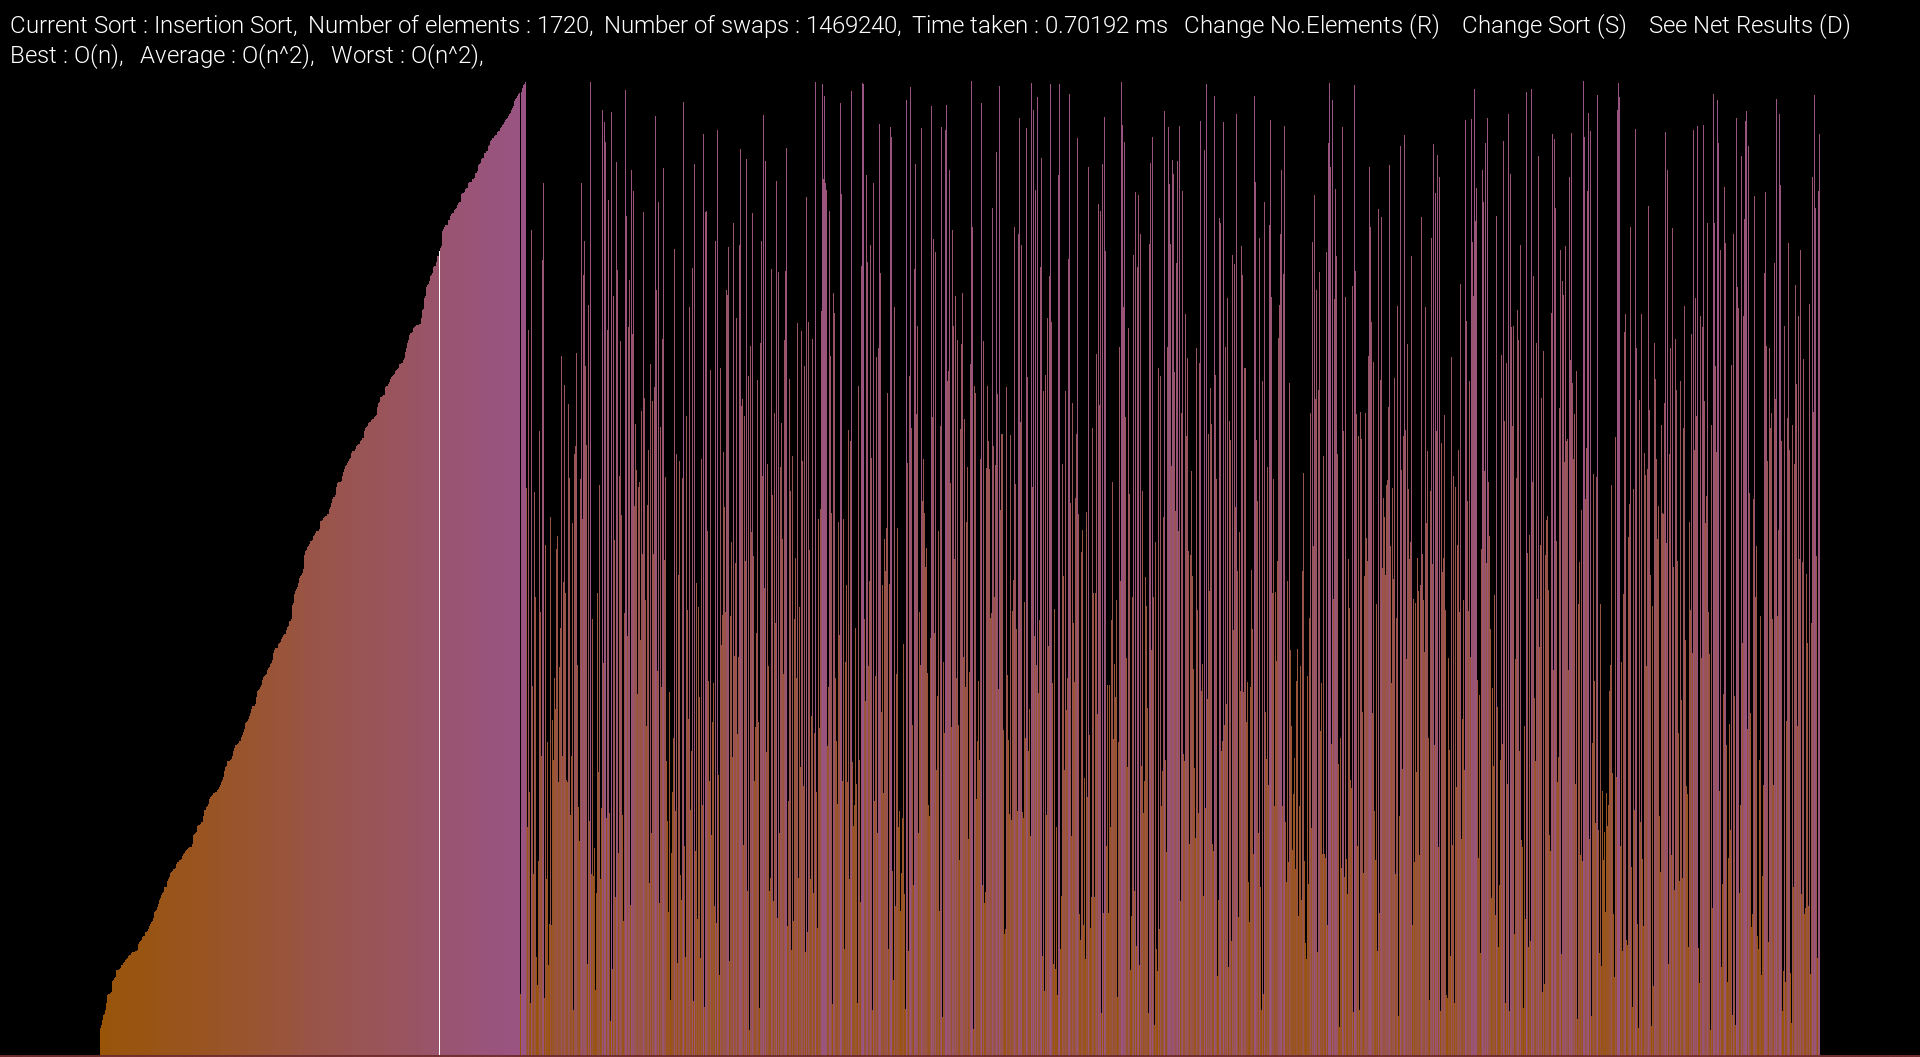 Current Sort : Insertion Sort, Number of elements : 1720, Number of swaps : 1469240, Time taken : 0.70192 ms Change No.Elements (R) Change Sort (S) See Net Results (D)
Best : O(n), Average : O(n^2), Worst : O(n^2),